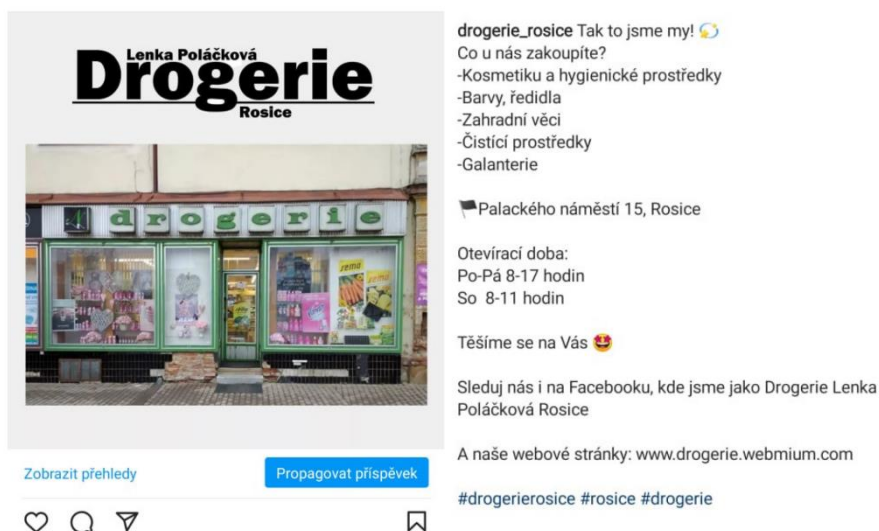 Lenka Poláčková
Drogerie
Rosice
drogerie
semo
Zobrazit přehledy
Propagovat příspěvek
drogerie_rosice Tak to jsme my! 💫
Co u nás zakoupíte?
-Kosmetiku a hygienické prostředky
-Barvy, ředidla
-Zahradní věci
-Čistící prostředky
-Galanterie
🏴Palackého náměstí 15, Rosice
Otevírací doba:
Po-Pá 8-17 hodin
So 8-11 hodin
Těšíme se na Vás 🤩
Sleduj nás i na Facebooku, kde jsme jako Drogerie Lenka
Poláčková Rosice
A naše webové stránky: www.drogerie.webmium.com
#drogerierosice #rosice #drogerie